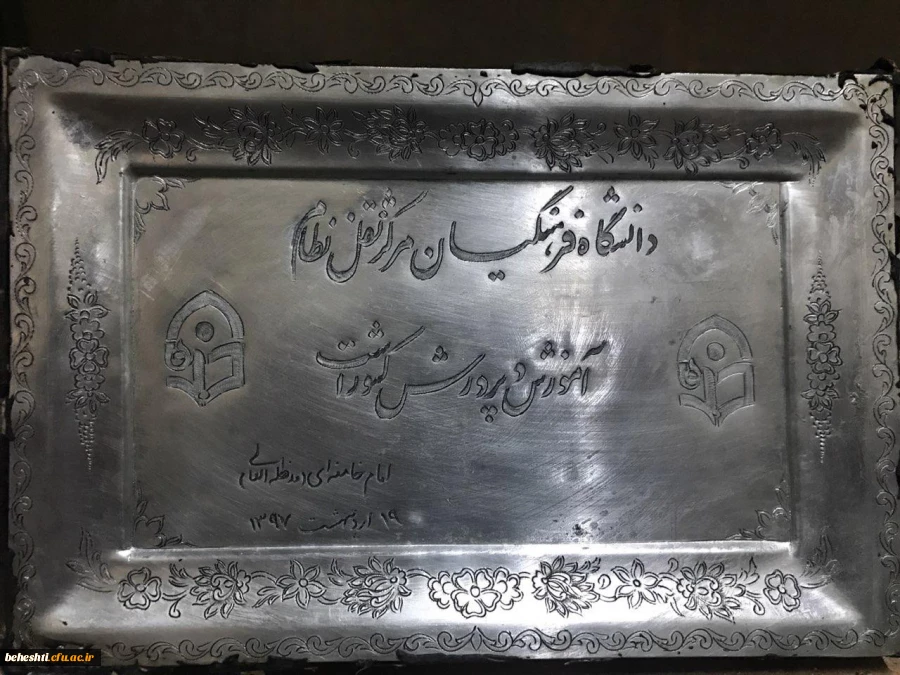 دانشگاه فرهنگیان مرکز ثقل نظام
آموزش و پرورش کشور است
امام خامنه ای (مدظله العالی)
۱۹ اردیبهشت ۱۳۹۷
beheshti.cfu.ac.ir